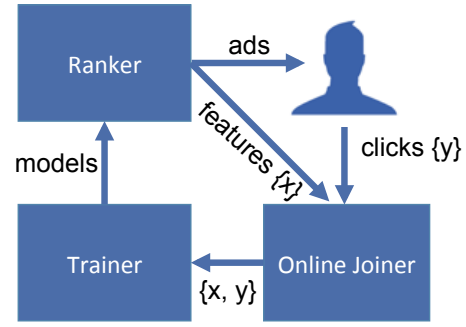 Ranker
ads
features {x}
clicks {y}
models
Trainer
{x, y}
Online Joiner